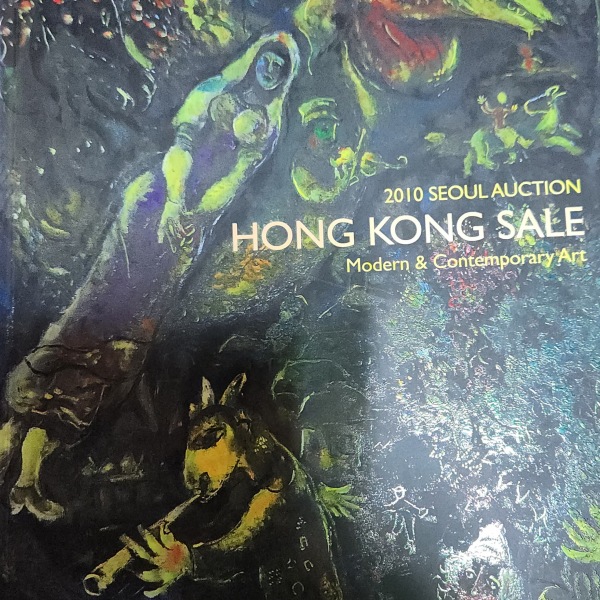 2010 SEOUL AUCTION
HONG KONG SALE
Modern & Contemporary Art